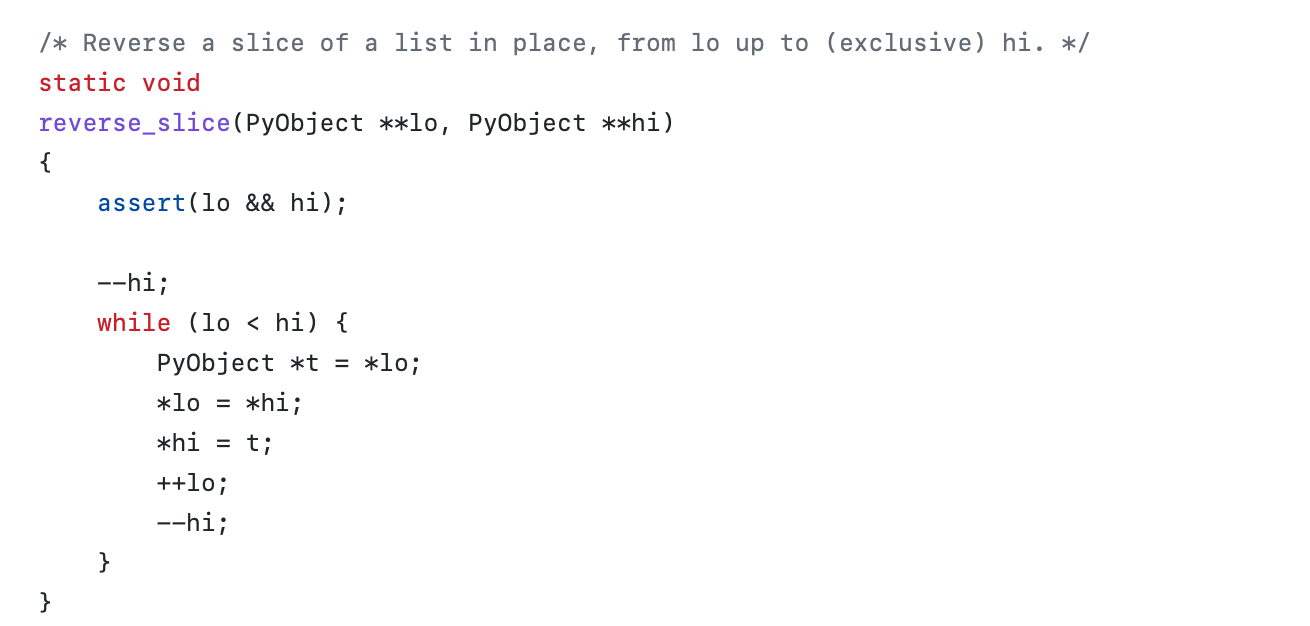 /* Reverse a slice of a list in place, from lo up to (exclusive) hi. */
static void
reverse_slice(PyObject **lo, PyObject **hi)
{
    assert(lo && hi);

    --hi;
    while (lo < hi) {
        PyObject *t = *lo;
        *lo = *hi;
        *hi = t;
        ++lo;
        --hi;
    }
}